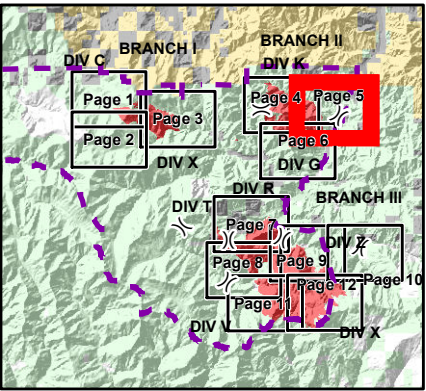 BRANCH I
BRANCH II
DIV C
DIV K
Page 1
Page 3
Page 4
Page 5
Page 2
Page 6
DIV X
DIV G
DIV R
BRANCH III
DIV T
Page 7
DIV Z
Page 8
Page 9
Page 10
Page 11
Page 12
DIV V
DIV X